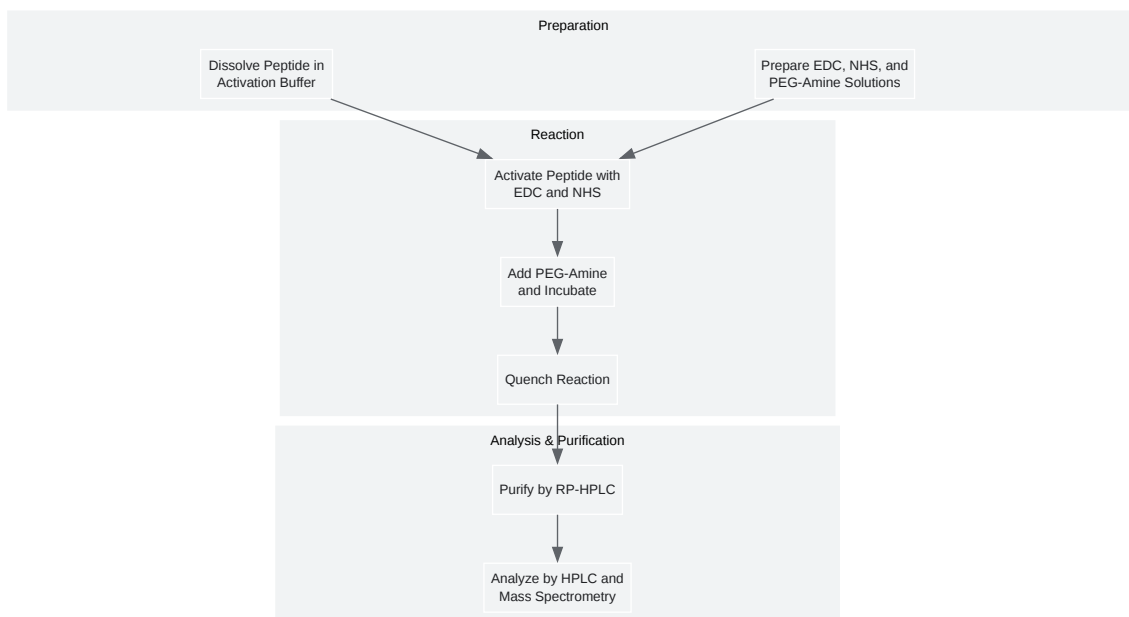 Preparation
Dissolve Peptide in
Activation Buffer
Prepare EDC, NHS, and
PEG-Amine Solutions
Reaction
Activate Peptide with
EDC and NHS
Add PEG-Amine
and Incubate
Quench Reaction
Analysis & Purification
Purify by RP-HPLC
Analyze by HPLC and
Mass Spectrometry